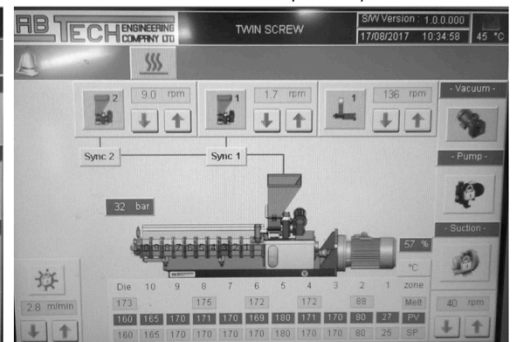 AB TECH ENGINEERING COMPNY LTD
TWIN SCREW
S/W Version : 1.0.0.000
17/08/2017 10:34:58 45 °C
2 9.0 rpm
1 1.7 rpm
1 136 rpm
- Vacuum -
Sync 2 Sync 1
- Pump -
32 bar
- Suction -
57 %
°C
Die 10 9 8 7 6 5 4 3 2 1 zone
173 175 172 172 88 Melt
160 165 170 171 170 169 180 171 170 80 27 PV
160 165 170 170 170 170 180 170 170 80 25 SP
2.8 m/min
40 rpm